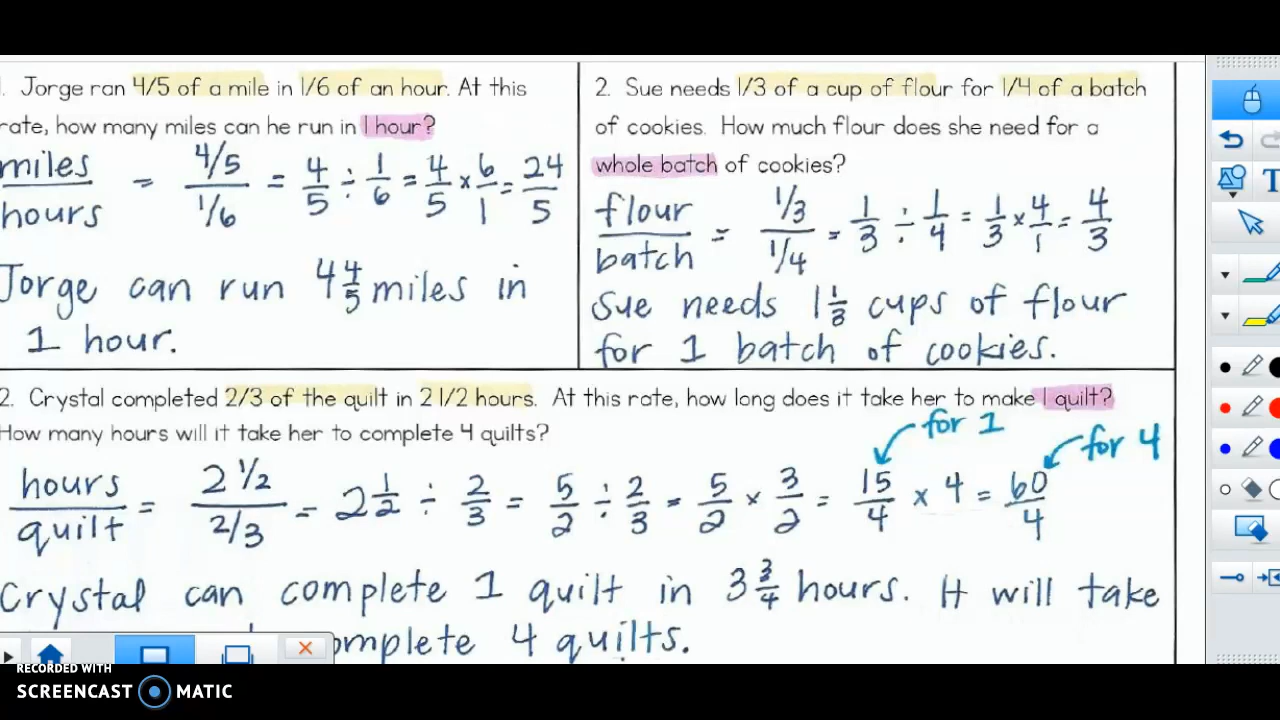 . Jorge ran 4/5 of a mile in 1/6 of an hour. At this
rate, how many miles can he run in 1 hour?
miles/hours = 4/5 / 1/6 = 4/5 ÷ 1/6 = 4/5 × 6/1 = 24/5
Jorge can run 4 4/5 miles in
1 hour.
2. Sue needs 1/3 of a cup of flour for 1/4 of a batch
of cookies. How much flour does she need for a
whole batch of cookies?
flour/batch = 1/3 / 1/4 = 1/3 ÷ 1/4 = 1/3 × 4/1 = 4/3
Sue needs 1 1/3 cups of flour
for 1 batch of cookies.
2. Crystal completed 2/3 of the quilt in 2 1/2 hours. At this rate, how long does it take her to make 1 quilt?
How many hours will it take her to complete 4 quilts?
for 1
for 4
hours/quilt = 2 1/2 / 2/3 = 2 1/2 ÷ 2/3 = 5/2 ÷ 2/3 = 5/2 × 3/2 = 15/4 × 4 = 60/4
Crystal can complete 1 quilt in 3 3/4 hours. It will take
omplete 4 quilts.
T
RECORDED WITH
SCREENCAST MATIC